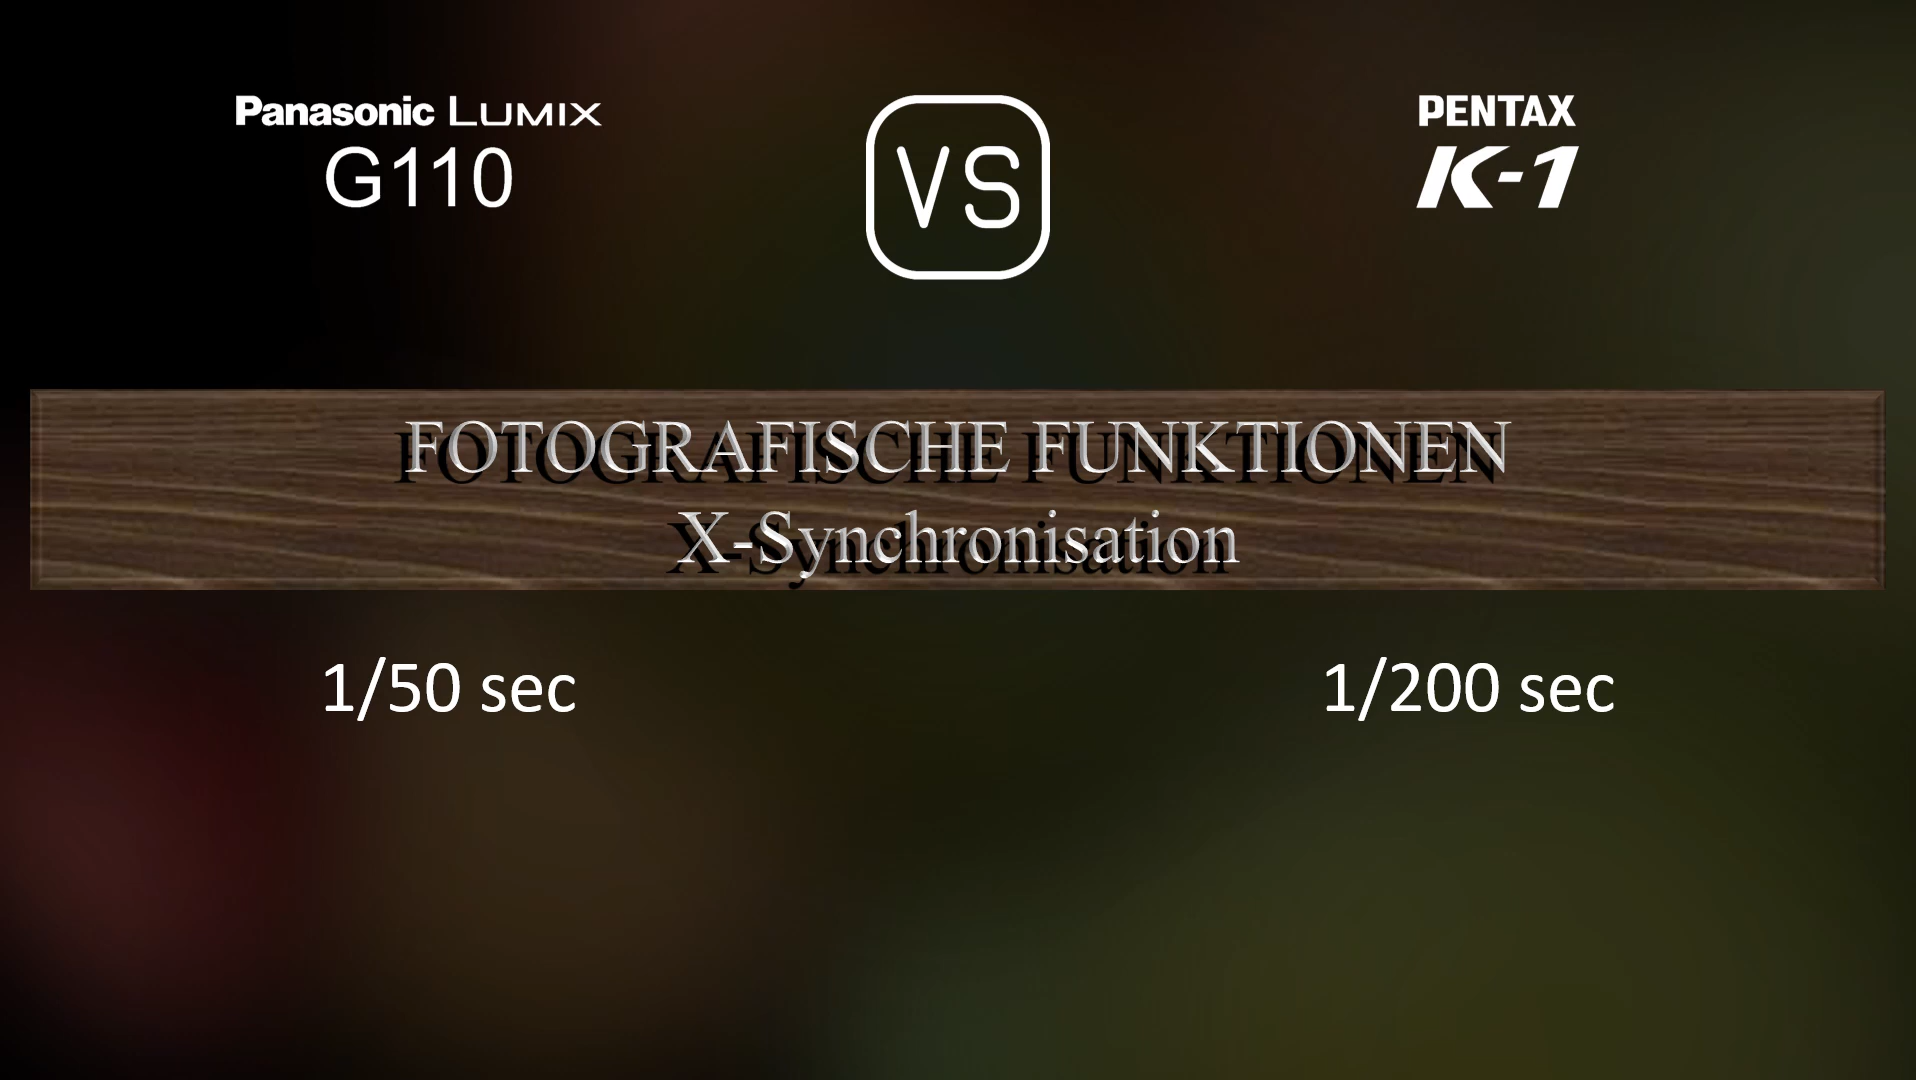 Panasonic LUMIX
G110
VS
PENTAX
K-1
FOTOGRAFISCHE FUNKTIONEN
X-Synchronisation
1/50 sec
1/200 sec